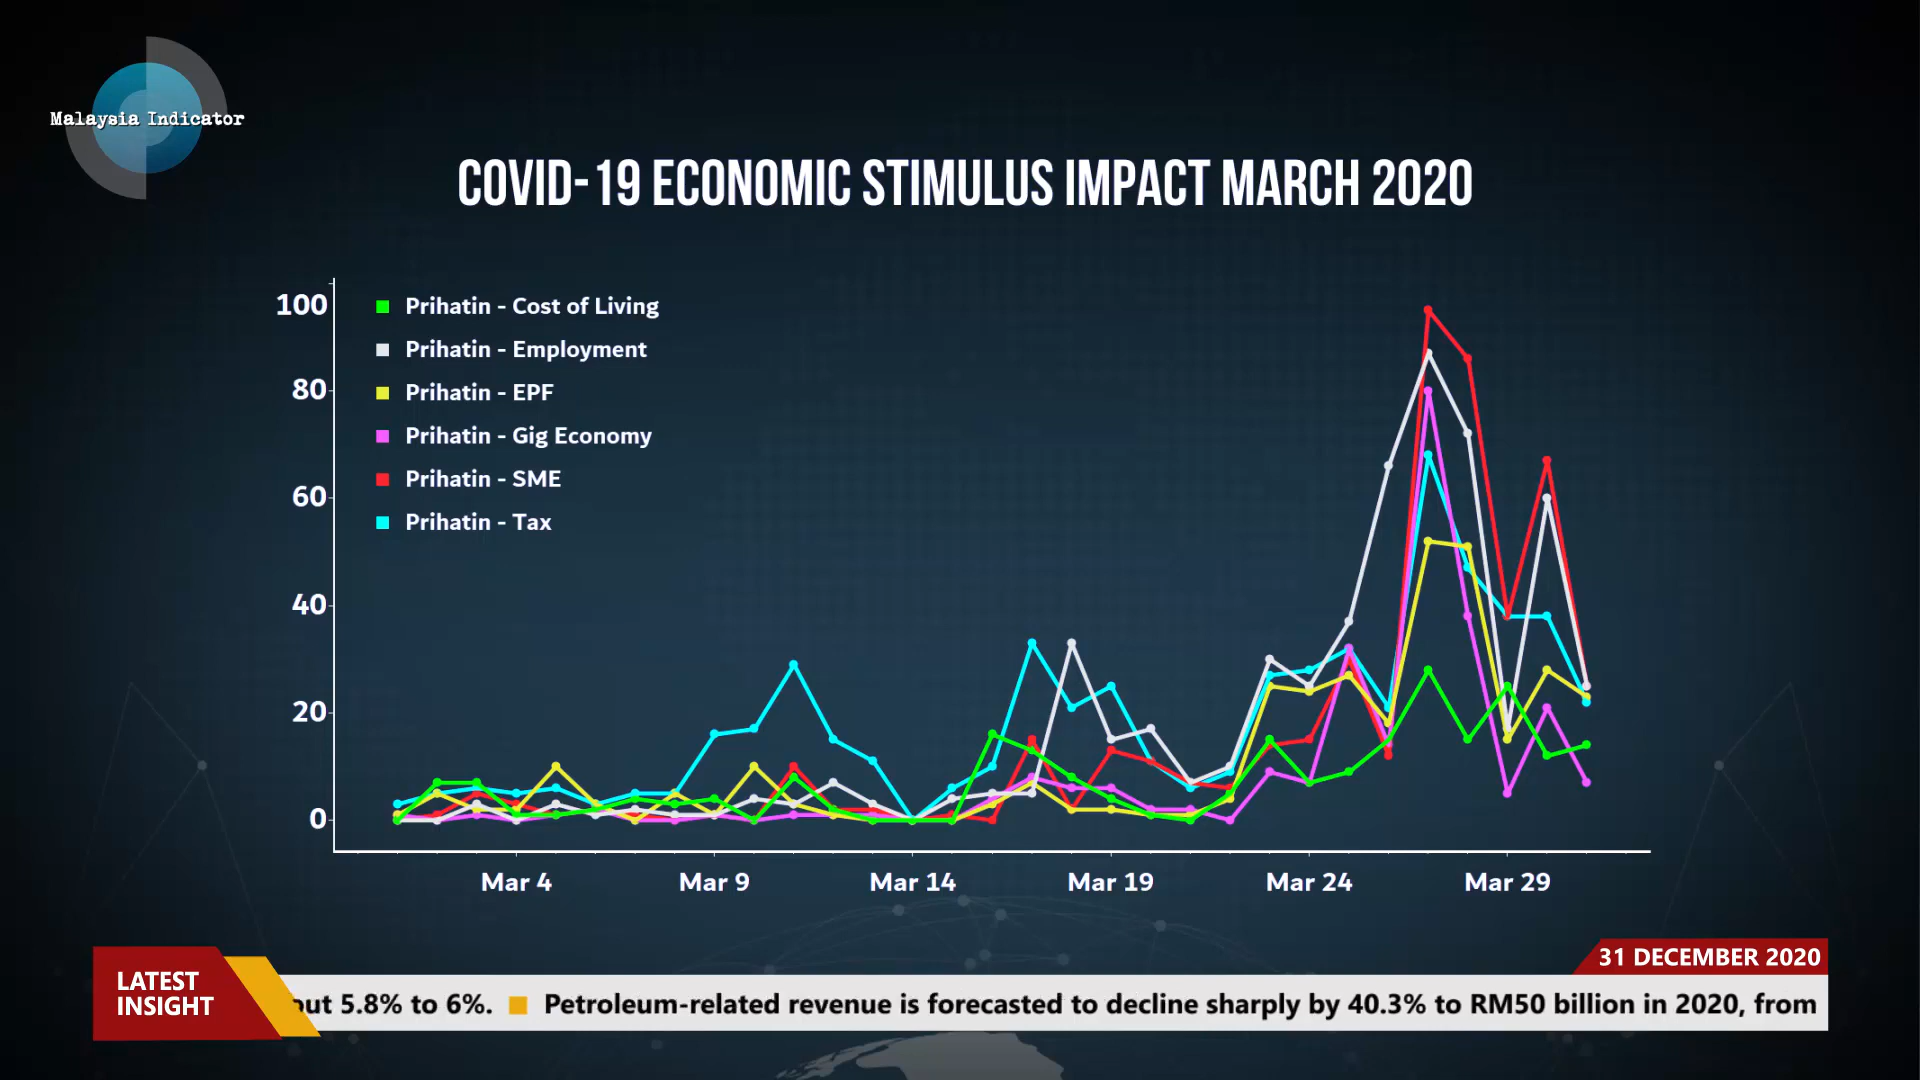 Malaysia Indicator
COVID-19 ECONOMIC STIMULUS IMPACT MARCH 2020
100
80
60
40
20
0
Prihatin - Cost of Living
Prihatin - Employment
Prihatin - EPF
Prihatin - Gig Economy
Prihatin - SME
Prihatin - Tax
Mar 4 Mar 9 Mar 14 Mar 19 Mar 24 Mar 29
31 DECEMBER 2020
LATEST
INSIGHT
out 5.8% to 6%. Petroleum-related revenue is forecasted to decline sharply by 40.3% to RM50 billion in 2020, from